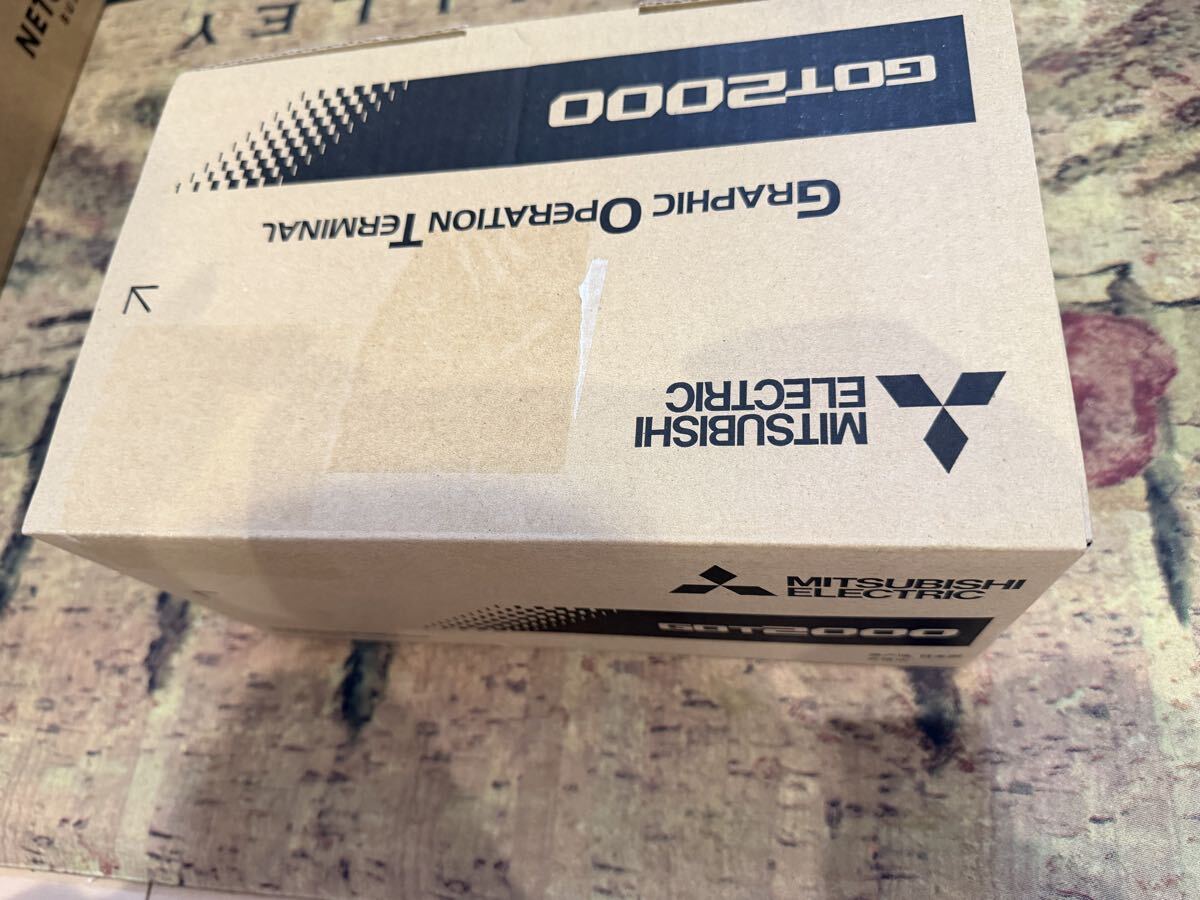 GOT2000
GRAPHIC OPERATION TERMINAL
MITSUBISHI
ELECTRIC
MITSUBISHI
ELECTRIC
GOT2000